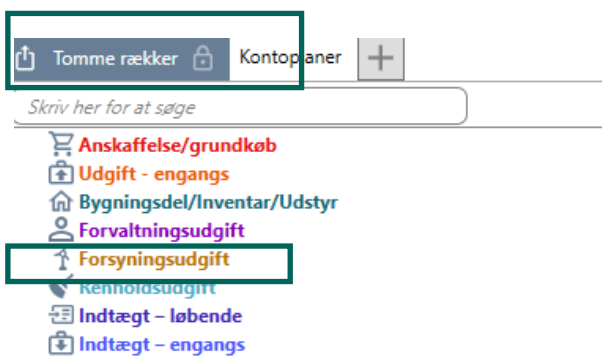 Tomme rækker Kontoplaner
Skriv her for at søge
Anskaffelse/grundkøb
Udgift - engangs
Bygningsdel/Inventar/Udstyr
Forvaltningsudgift
Forsyningsudgift
Renholdsudgift
Indtægt – løbende
Indtægt – engangs